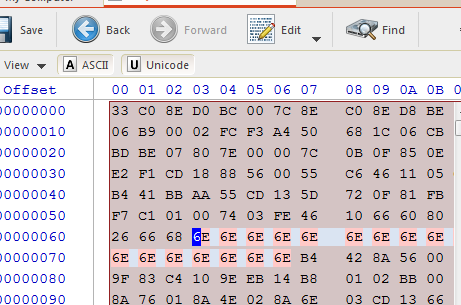 Save Back Forward Edit Find
View A ASCII U Unicode
Offset 00 01 02 03 04 05 06 07 08 09 0A 0B
00000000 33 C0 8E D0 BC 00 7C 8E C0 8E D8 BE
00000010 06 B9 00 02 FC F3 A4 50 68 1C 06 CB
00000020 BD BE 07 80 7E 00 00 7C 0B 0F 85 0E
00000030 E2 F1 CD 18 88 56 00 55 C6 46 11 05
00000040 B4 41 BB AA 55 CD 13 5D 72 0F 81 FB
00000050 F7 C1 01 00 74 03 FE 46 10 66 60 80
00000060 26 66 68 6E 6E 6E 6E 6E 6E 6E 6E 6E
00000070 6E 6E 6E 6E 6E 6E 6E B4 42 8A 56 00
00000080 9F 83 C4 10 9E EB 14 B8 01 02 BB 00
00000090 8A 76 01 8A 4E 02 8A 6E 03 CD 13 66